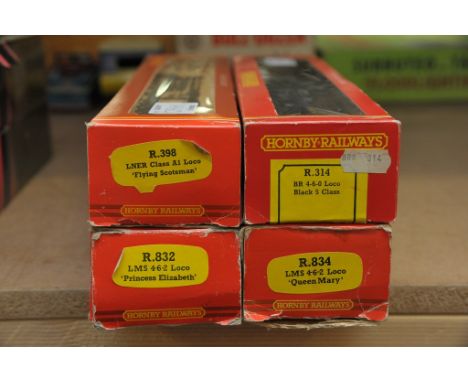 R.398
LNER Class A1 Loco
'Flying Scotsman'
HORNBY RAILWAYS
HORNBY·RAILWAYS
R.314
BR 4-6-0 Loco
Black 5 Class
314
R.832
LMS 4·6·2 Loco
'Princess Elizabeth'
HORNBY RAILWAYS
R.834
LMS 4·6·2 Loco
'Queen Mary'
HORNBY RAILWAYS